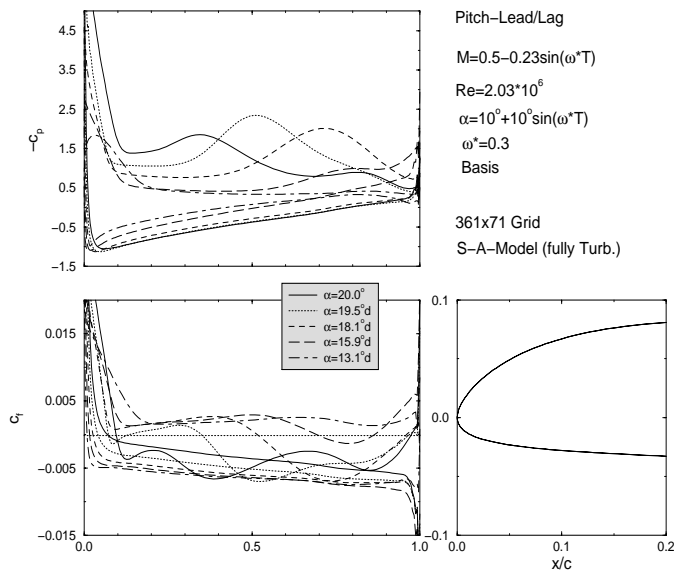 4.5
3.5
2.5
1.5
0.5
−0.5
−1.5
−cₚ
Pitch−Lead/Lag
M=0.5−0.23sin(ω*T)
Re=2.03*10⁶
α=10°+10°sin(ω*T)
ω*=0.3
Basis
361x71 Grid
S−A−Model (fully Turb.)
α=20.0°
α=19.5°d
α=18.1°d
α=15.9°d
α=13.1°d
0.015
0.005
−0.005
−0.015
c_f
0.0 0.5 1.0
0.1
0.0
−0.1
0.0 0.1 0.2
x/c